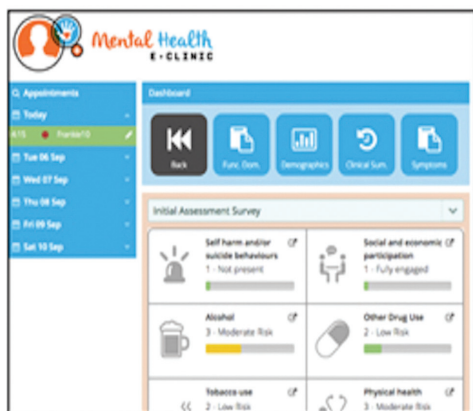 Mental Health
E-CLINIC
Appointments
Dashboard
Today
Frankie10
Tue 06 Sep
Wed 07 Sep
Thu 08 Sep
Fri 09 Sep
Sat 10 Sep
Back
Func. Dom.
Demographics
Clinical Sum.
Symptoms
Initial Assessment Survey
Self harm and/or
suicide behaviours
1 - Not present
Social and economic
participation
1 - Fully engaged
Alcohol
3 - Moderate Risk
Other Drug Use
2 - Low Risk
Tobacco use
2 - Low Risk
Physical health
3 - Moderate Risk